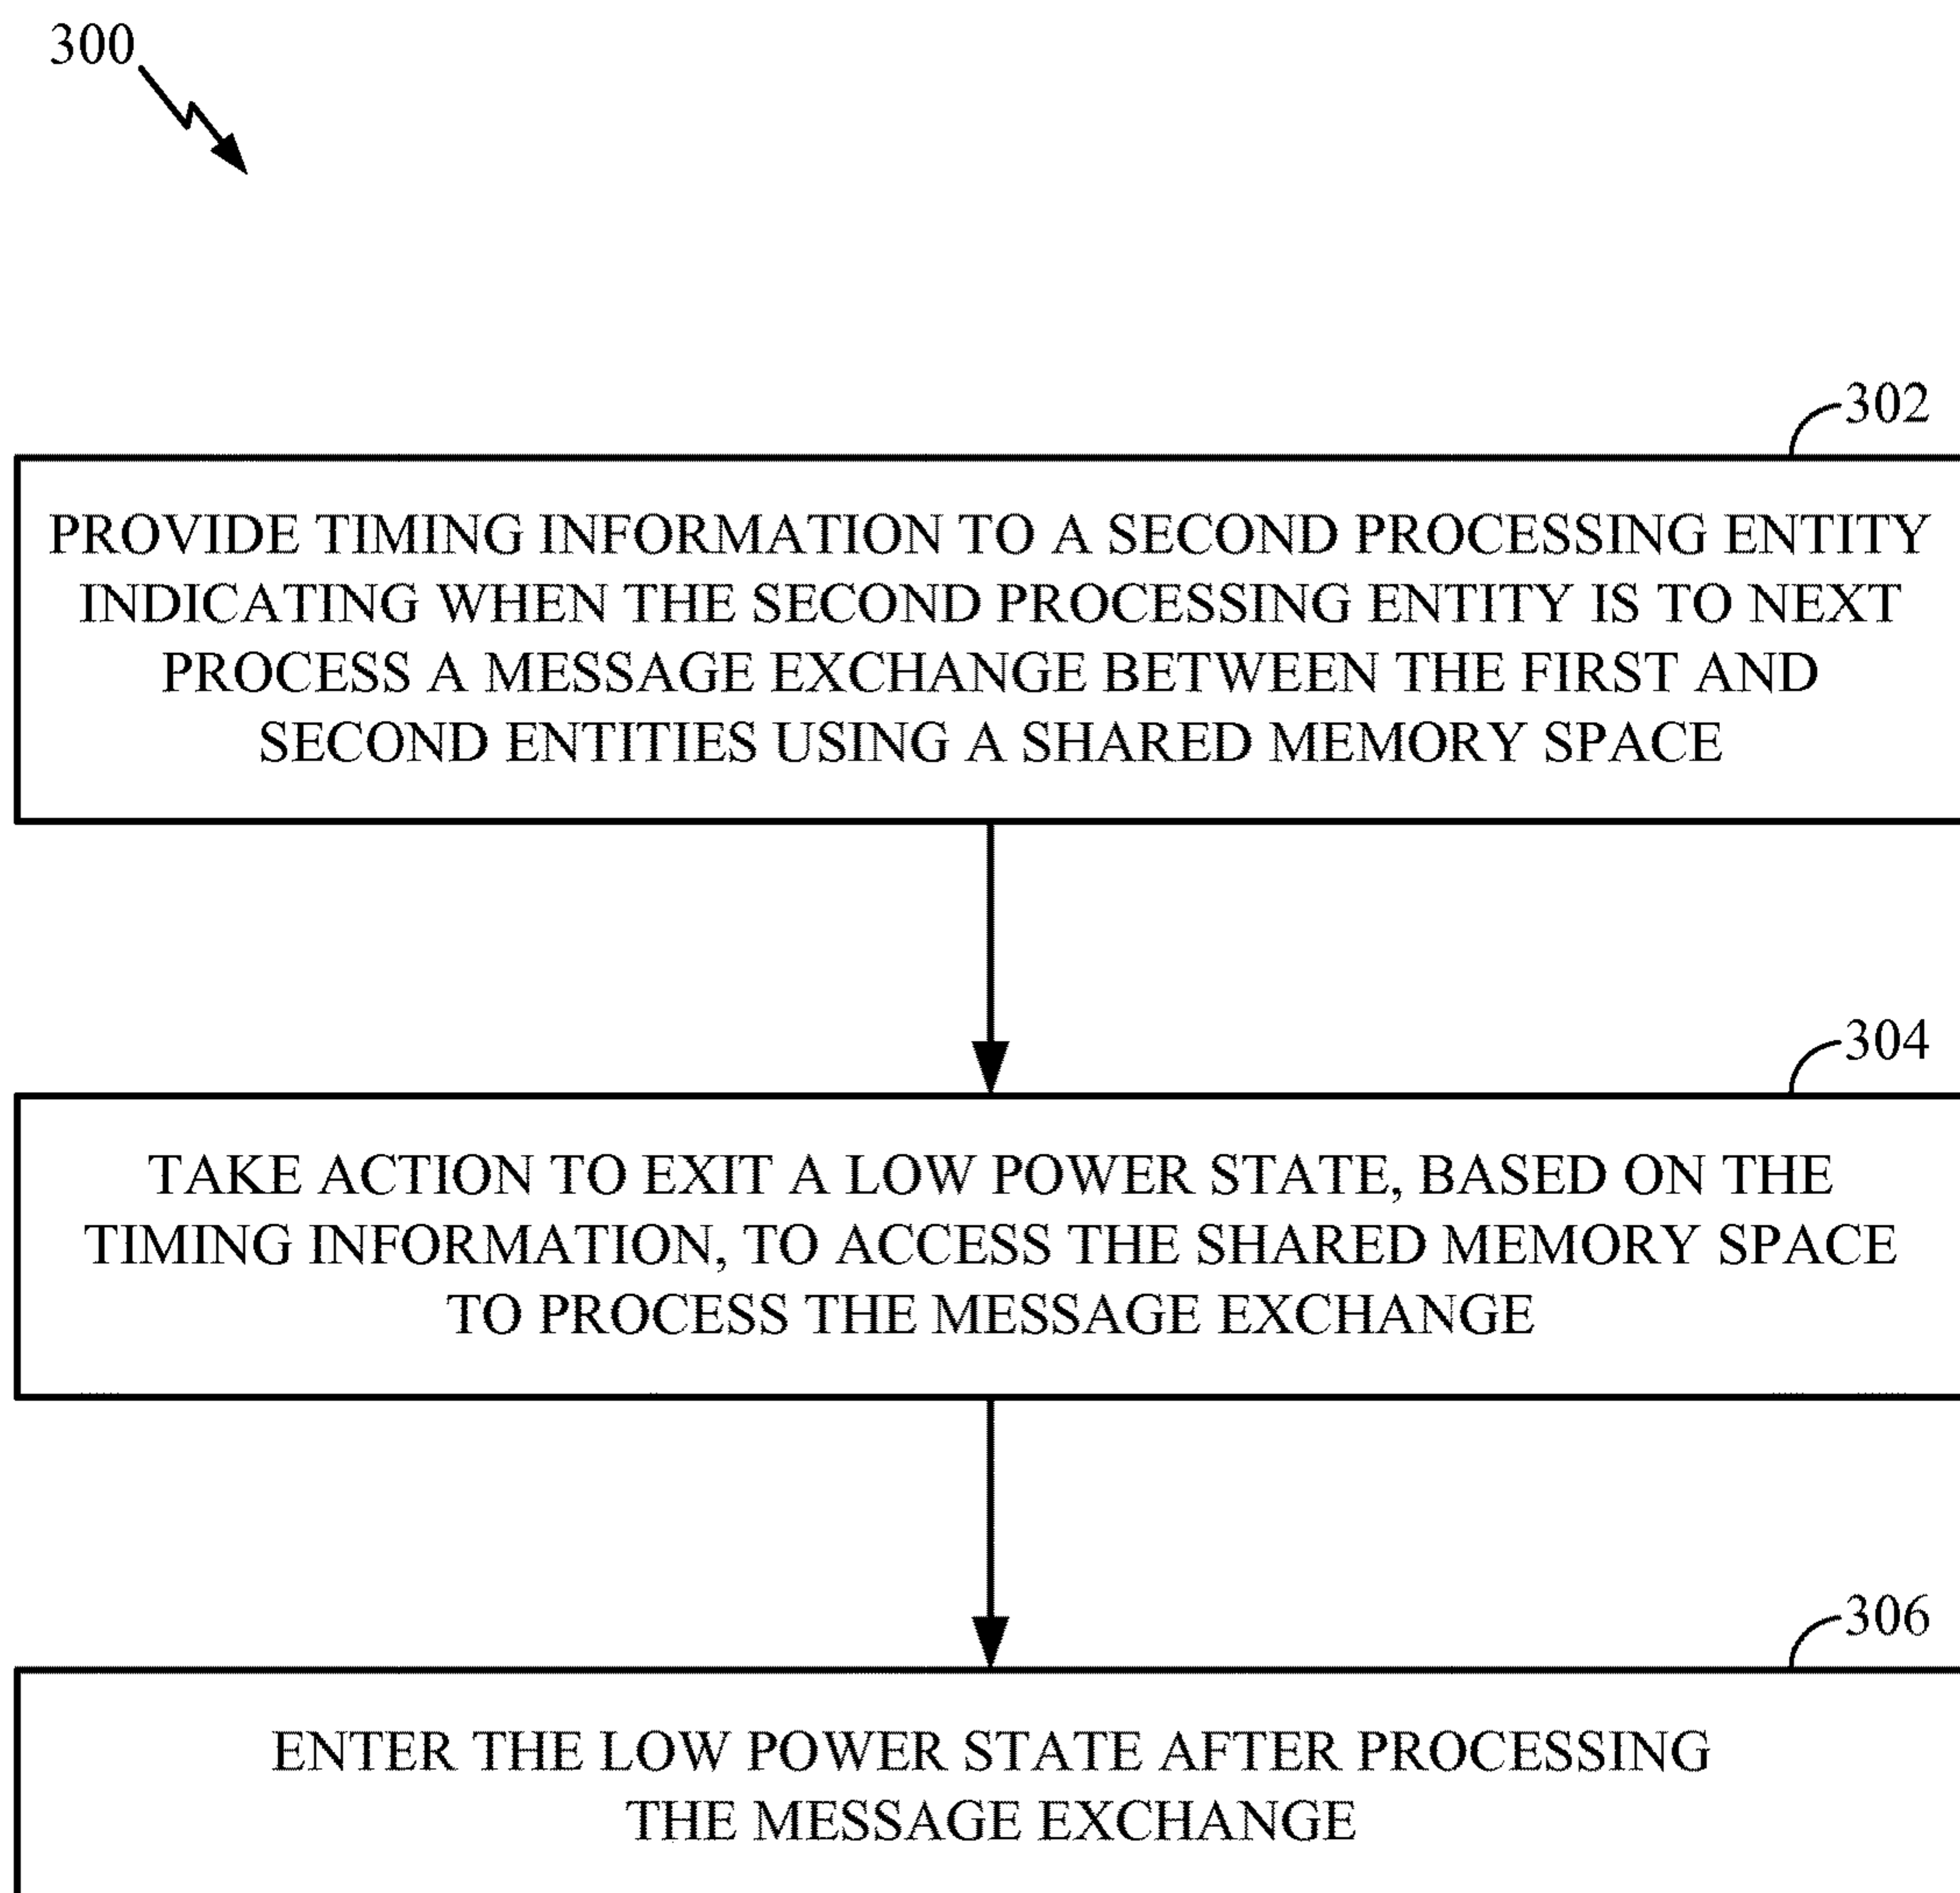 300
302
PROVIDE TIMING INFORMATION TO A SECOND PROCESSING ENTITY
INDICATING WHEN THE SECOND PROCESSING ENTITY IS TO NEXT
PROCESS A MESSAGE EXCHANGE BETWEEN THE FIRST AND
SECOND ENTITIES USING A SHARED MEMORY SPACE
304
TAKE ACTION TO EXIT A LOW POWER STATE, BASED ON THE
TIMING INFORMATION, TO ACCESS THE SHARED MEMORY SPACE
TO PROCESS THE MESSAGE EXCHANGE
306
ENTER THE LOW POWER STATE AFTER PROCESSING
THE MESSAGE EXCHANGE